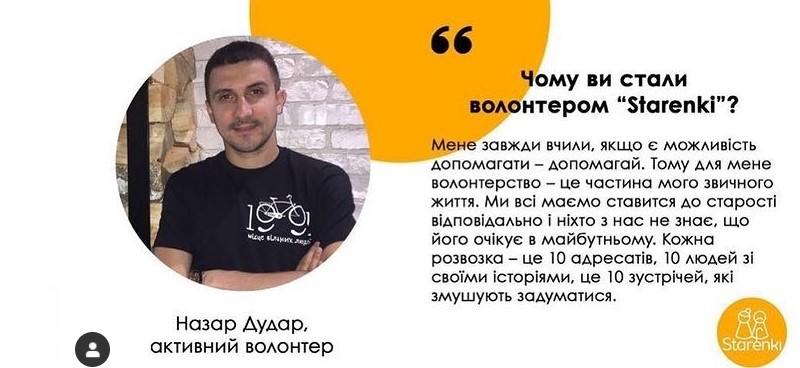 Чому ви стали
волонтером “Starenki”?
Мене завжди вчили, якщо є можливість
допомагати – допомагай. Тому для мене
волонтерство – це частина мого звичного
життя. Ми всі маємо ставится до старості
відповідально і ніхто з нас не знає, що
його очікує в майбутньому. Кожна
розвозка – це 10 адресатів, 10 людей зі
своїми історіями, це 10 зустрічей, які
змушують задуматися.
місце вільних людей
Назар Дудар,
активний волонтер
Starenki